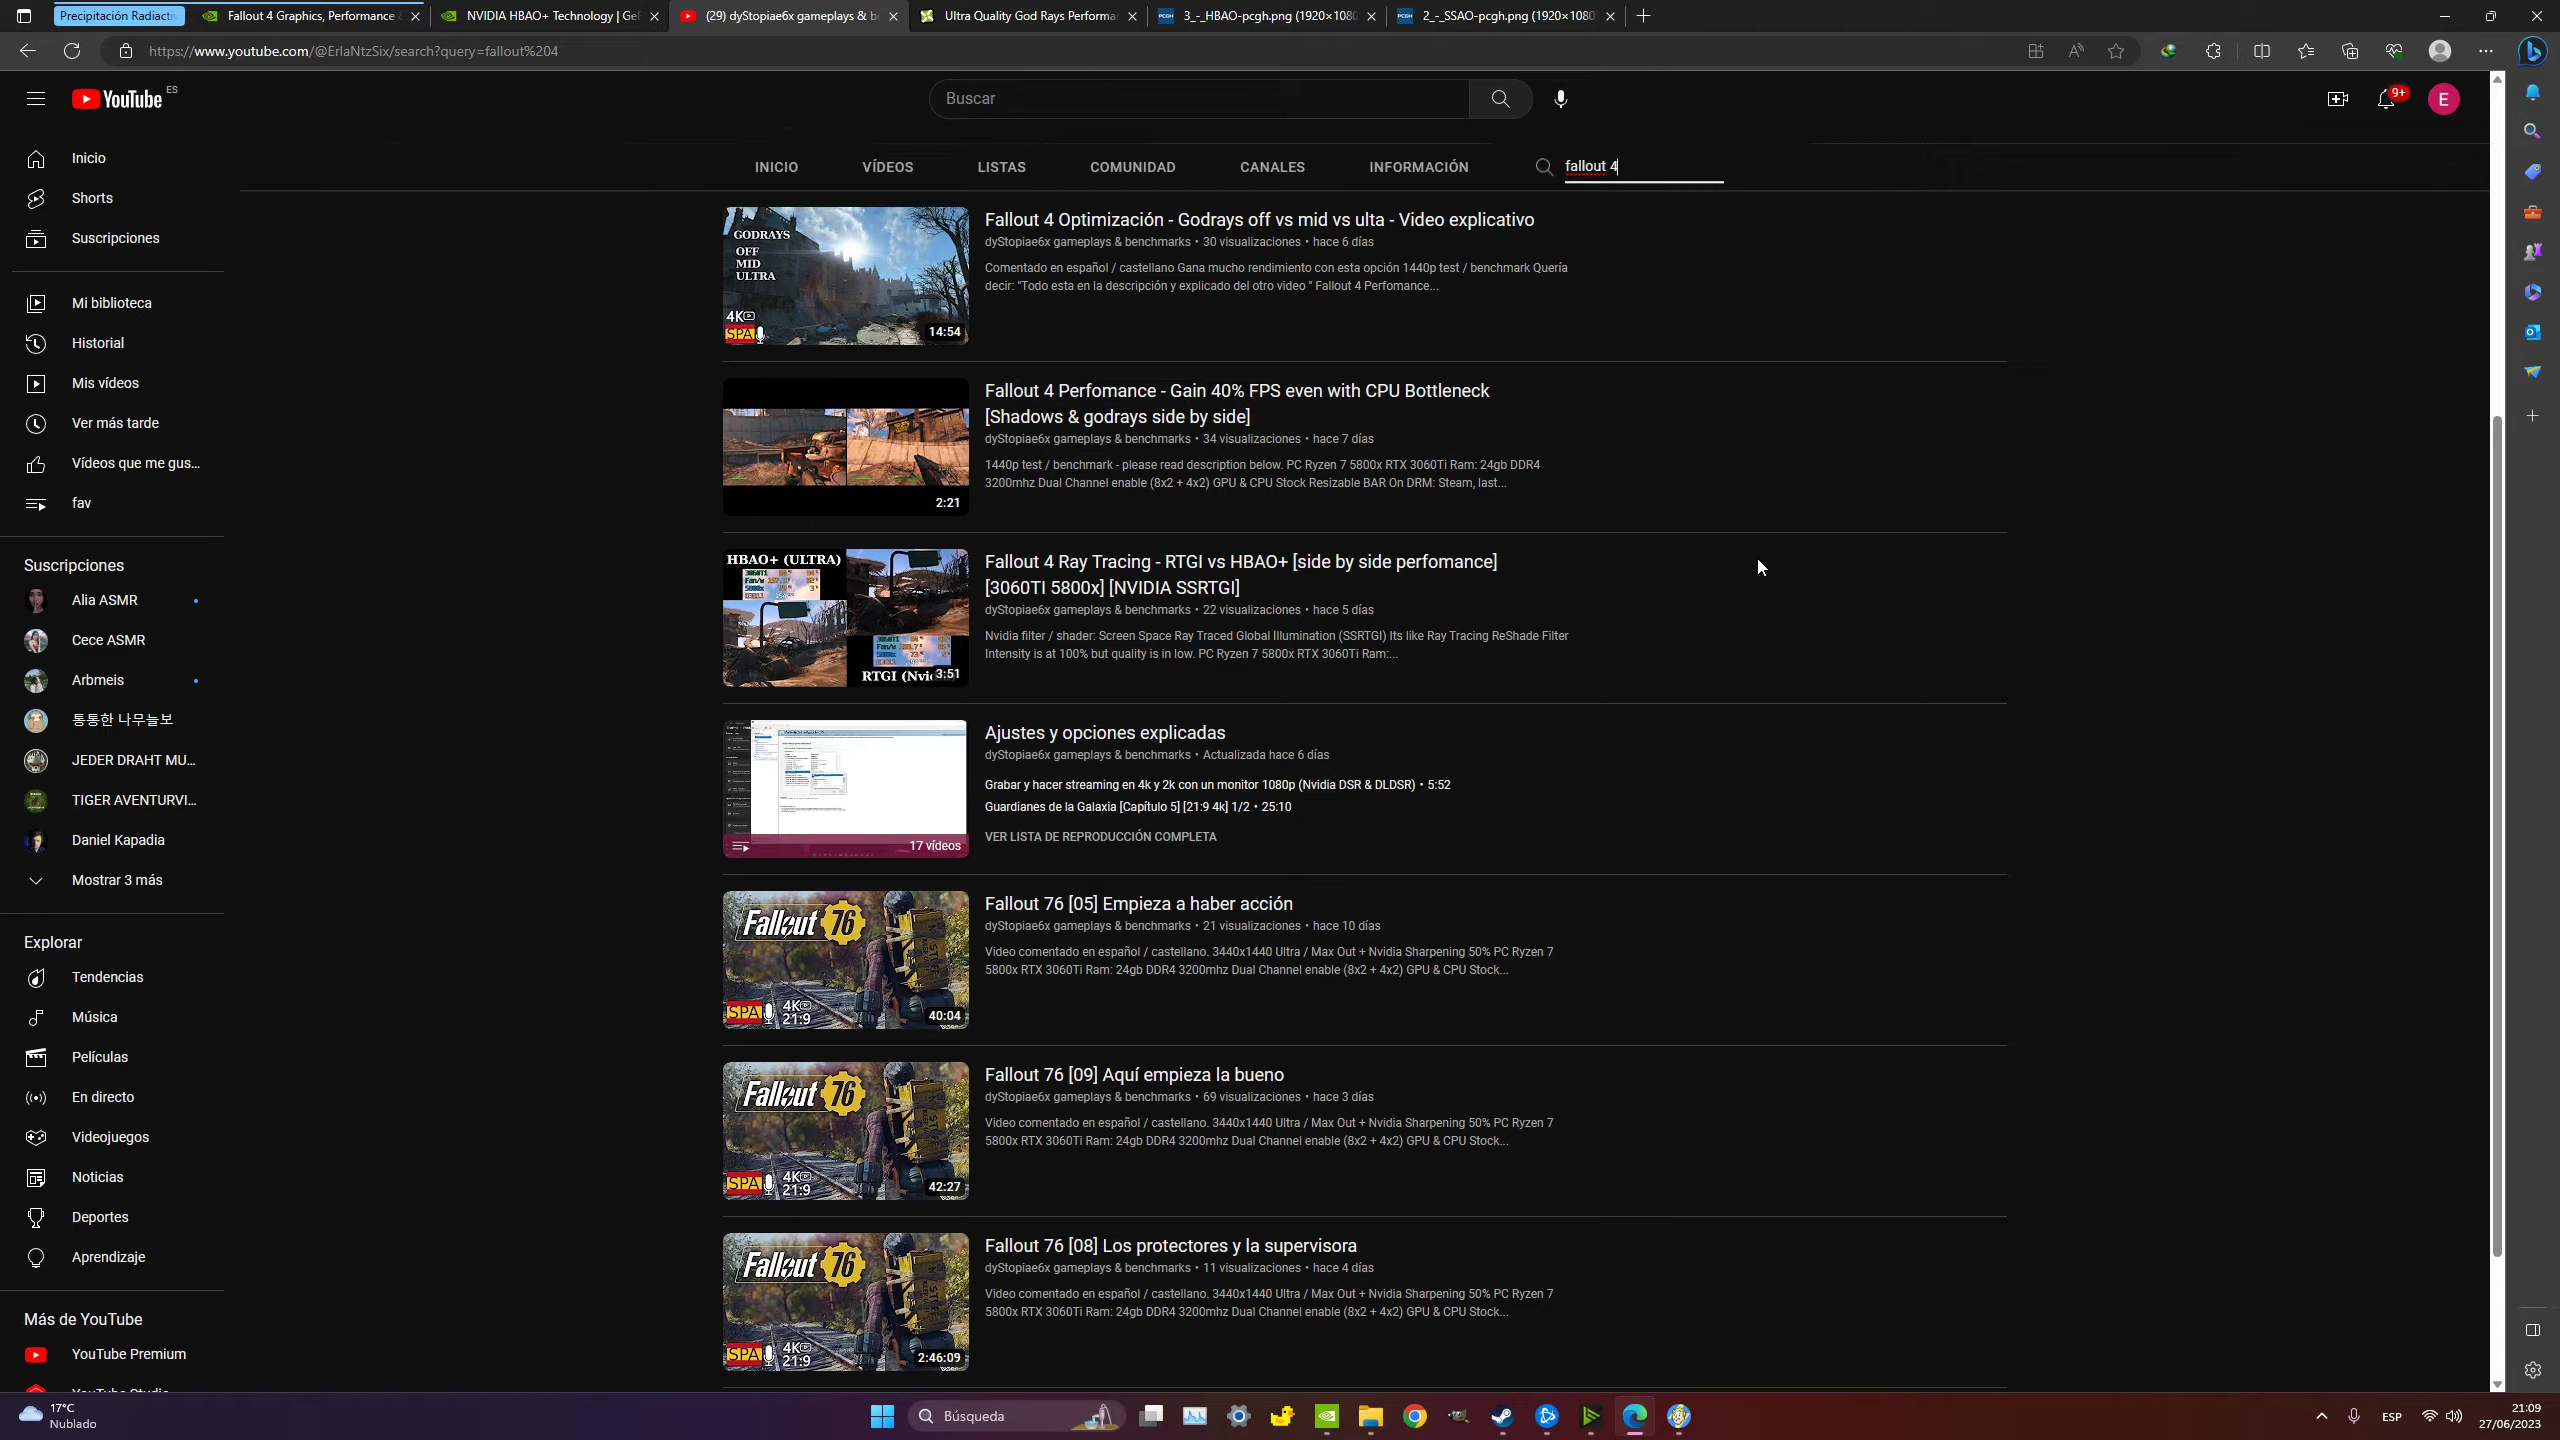 Precipitación Radiacti
Fallout 4 Graphics, Performance &
NVIDIA HBAO+ Technology | GeF
(29) dyStopiae6x gameplays & b
Ultra Quality God Rays Performa
3_-_HBAO-pcgh.png (1920×1080
2_-_SSAO-pcgh.png (1920×1080
https://www.youtube.com/@ErlaNtzSix/search?query=fallout%204
YouTube
ES
Buscar
9+
E
INICIO
VÍDEOS
LISTAS
COMUNIDAD
CANALES
INFORMACIÓN
fallout 4
Inicio
Shorts
Suscripciones
Mi biblioteca
Historial
Mis vídeos
Ver más tarde
Vídeos que me gus...
fav
Suscripciones
Alia ASMR
Cece ASMR
Arbmeis
통통한 나무늘보
JEDER DRAHT MU...
TIGER AVENTURVI...
Daniel Kapadia
Mostrar 3 más
Explorar
Tendencias
Música
Películas
En directo
Videojuegos
Noticias
Deportes
Aprendizaje
Más de YouTube
YouTube Premium
YouTube Studio
GODRAYS
OFF
MID
ULTRA
4K
SPA
14:54
Fallout 4 Optimización - Godrays off vs mid vs ulta - Video explicativo
dyStopiae6x gameplays & benchmarks • 30 visualizaciones • hace 6 días
Comentado en español / castellano Gana mucho rendimiento con esta opción 1440p test / benchmark Quería
decir: "Todo esta en la descripción y explicado del otro video " Fallout 4 Perfomance...
2:21
Fallout 4 Perfomance - Gain 40% FPS even with CPU Bottleneck
[Shadows & godrays side by side]
dyStopiae6x gameplays & benchmarks • 34 visualizaciones • hace 7 días
1440p test / benchmark - please read description below. PC Ryzen 7 5800x RTX 3060Ti Ram: 24gb DDR4
3200mhz Dual Channel enable (8x2 + 4x2) GPU & CPU Stock Resizable BAR On DRM: Steam, last...
HBAO+ (ULTRA)
RTGI (Nvi
3:51
Fallout 4 Ray Tracing - RTGI vs HBAO+ [side by side perfomance]
[3060TI 5800x] [NVIDIA SSRTGI]
dyStopiae6x gameplays & benchmarks • 22 visualizaciones • hace 5 días
Nvidia filter / shader: Screen Space Ray Traced Global Illumination (SSRTGI) Its like Ray Tracing ReShade Filter
Intensity is at 100% but quality is in low. PC Ryzen 7 5800x RTX 3060Ti Ram:...
17 vídeos
Ajustes y opciones explicadas
dyStopiae6x gameplays & benchmarks • Actualizada hace 6 días
Grabar y hacer streaming en 4k y 2k con un monitor 1080p (Nvidia DSR & DLDSR) • 5:52
Guardianes de la Galaxia [Capítulo 5] [21:9 4k] 1/2 • 25:10
VER LISTA DE REPRODUCCIÓN COMPLETA
Fallout 76
SPA
4K
21:9
40:04
Fallout 76 [05] Empieza a haber acción
dyStopiae6x gameplays & benchmarks • 21 visualizaciones • hace 10 días
Video comentado en español / castellano. 3440x1440 Ultra / Max Out + Nvidia Sharpening 50% PC Ryzen 7
5800x RTX 3060Ti Ram: 24gb DDR4 3200mhz Dual Channel enable (8x2 + 4x2) GPU & CPU Stock...
Fallout 76
SPA
4K
21:9
42:27
Fallout 76 [09] Aquí empieza la bueno
dyStopiae6x gameplays & benchmarks • 69 visualizaciones • hace 3 días
Video comentado en español / castellano. 3440x1440 Ultra / Max Out + Nvidia Sharpening 50% PC Ryzen 7
5800x RTX 3060Ti Ram: 24gb DDR4 3200mhz Dual Channel enable (8x2 + 4x2) GPU & CPU Stock...
Fallout 76
SPA
4K
21:9
2:46:09
Fallout 76 [08] Los protectores y la supervisora
dyStopiae6x gameplays & benchmarks • 11 visualizaciones • hace 4 días
Video comentado en español / castellano. 3440x1440 Ultra / Max Out + Nvidia Sharpening 50% PC Ryzen 7
5800x RTX 3060Ti Ram: 24gb DDR4 3200mhz Dual Channel enable (8x2 + 4x2) GPU & CPU Stock...
17°C
Nublado
Búsqueda
ESP
21:09
27/06/2023